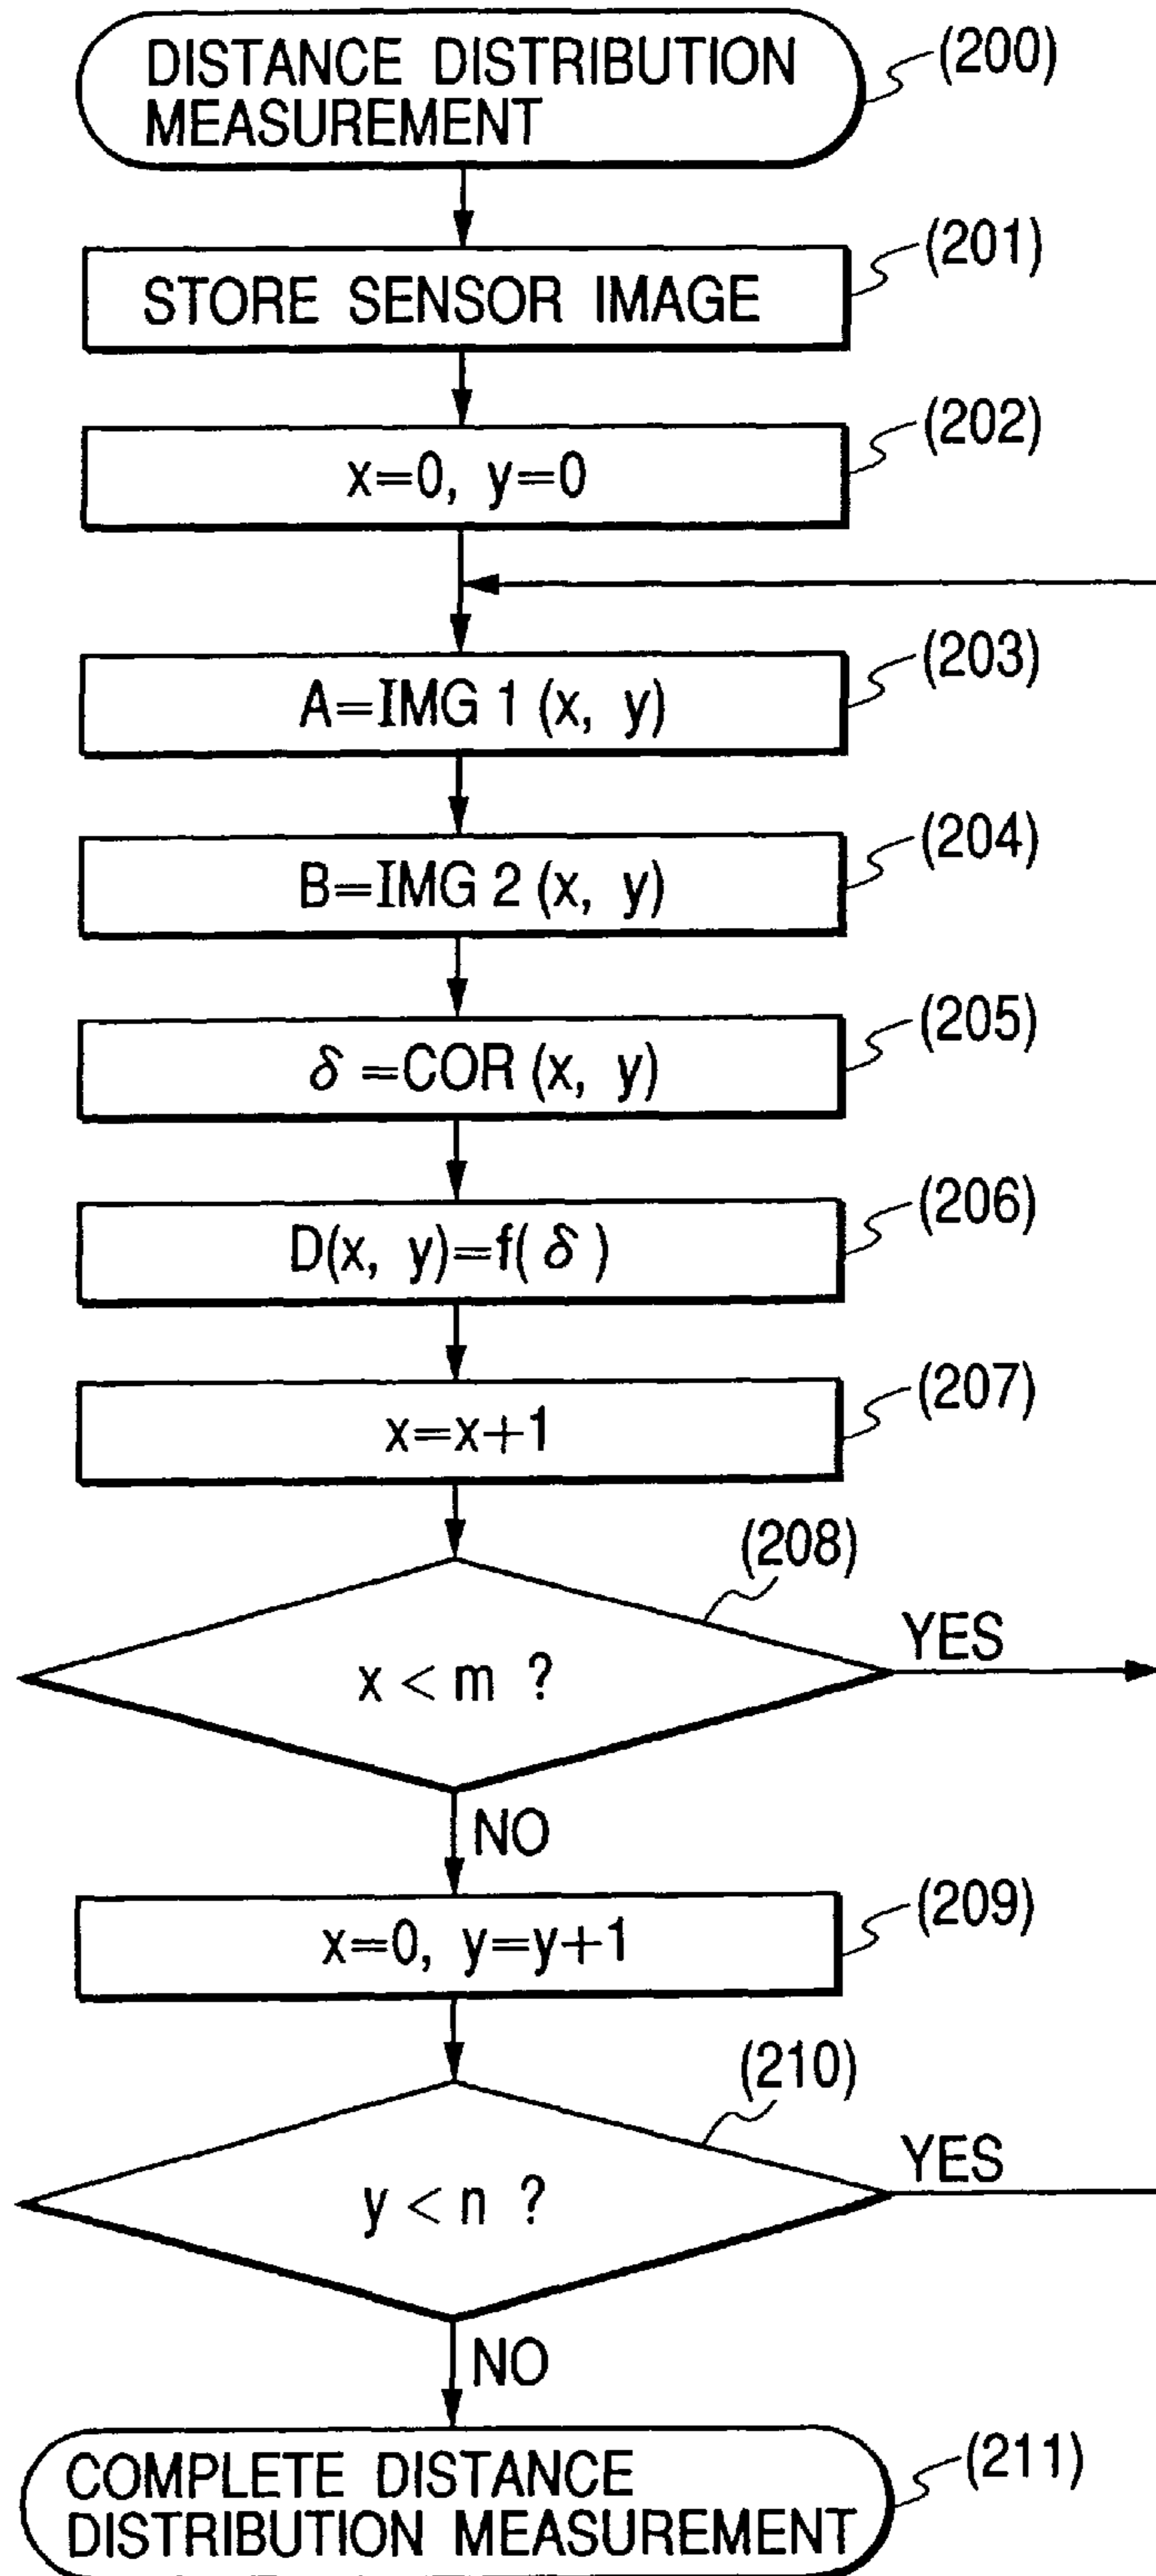 DISTANCE DISTRIBUTION
MEASUREMENT
(200)
STORE SENSOR IMAGE
(201)
x=0, y=0
(202)
A=IMG 1 (x, y)
(203)
B=IMG 2 (x, y)
(204)
δ=COR (x, y)
(205)
D(x, y)=f(δ)
(206)
x=x+1
(207)
(208)
x < m ?
YES
NO
x=0, y=y+1
(209)
(210)
y < n ?
YES
NO
COMPLETE DISTANCE
DISTRIBUTION MEASUREMENT
(211)